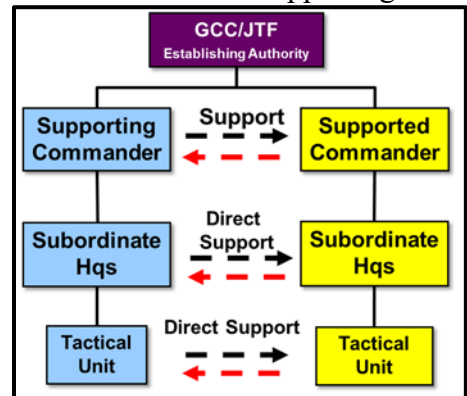 upporting
GCC/JTF
Establishing Authority
Supporting
Commander
Support
Supported
Commander
Subordinate
Hqs
Direct
Support
Subordinate
Hqs
Tactical
Unit
Direct Support
Tactical
Unit